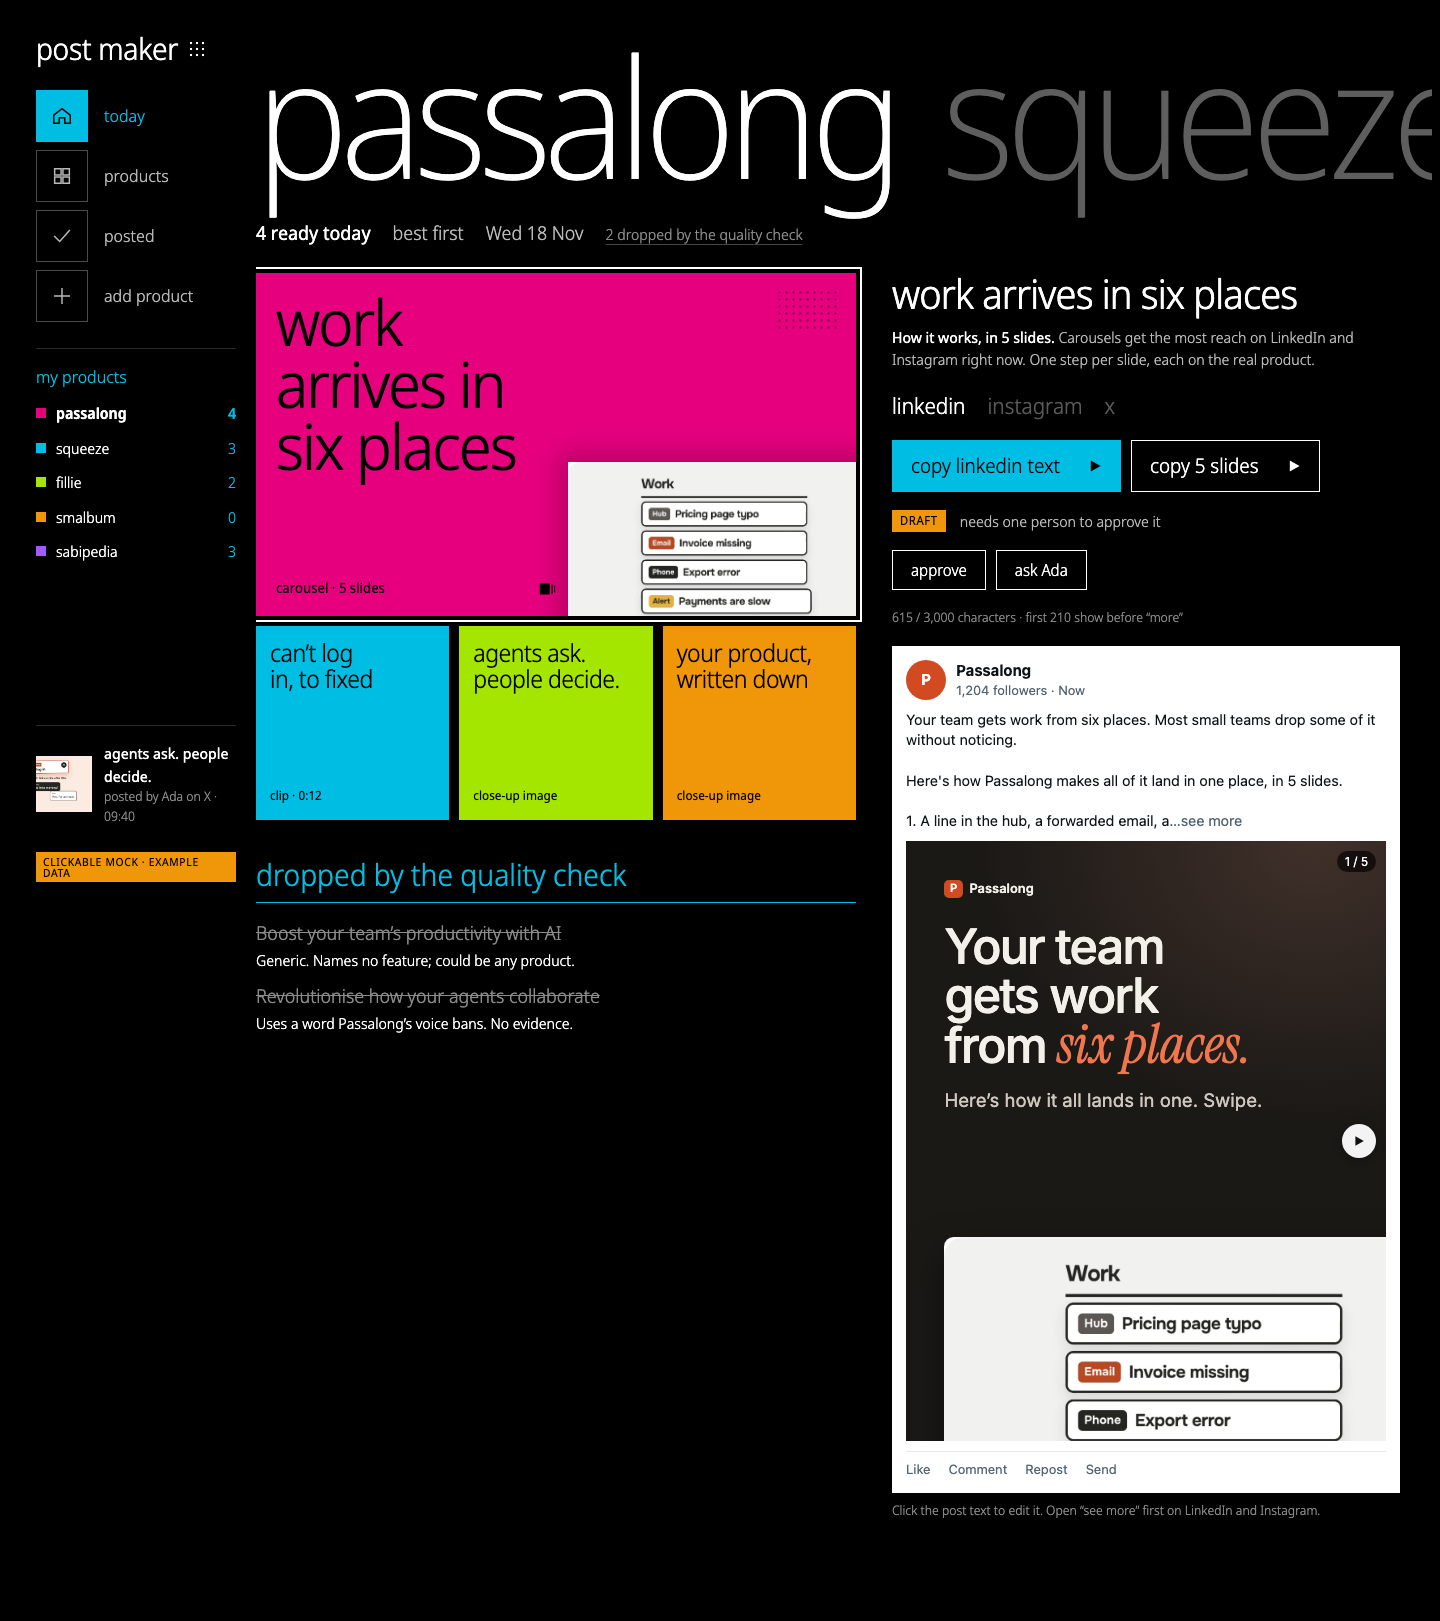 post maker
today
products
posted
add product
my products
passalong 4
squeeze 3
fillie 2
smalbum 0
sabipedia 3
agents ask. people
decide.
posted by Ada on X ·
09:40
CLICKABLE MOCK · EXAMPLE
DATA
passalong squeeze
4 ready today best first Wed 18 Nov 2 dropped by the quality check
work
arrives in
six places
carousel · 5 slides
Work
Hub Pricing page typo
Email Invoice missing
Phone Export error
Alert Payments are slow
can’t log
in, to fixed
clip · 0:12
agents ask.
people decide.
close-up image
your product,
written down
close-up image
dropped by the quality check
Boost your team’s productivity with AI
Generic. Names no feature; could be any product.
Revolutionise how your agents collaborate
Uses a word Passalong’s voice bans. No evidence.
work arrives in six places
How it works, in 5 slides. Carousels get the most reach on LinkedIn and
Instagram right now. One step per slide, each on the real product.
linkedin instagram x
copy linkedin text
copy 5 slides
DRAFT needs one person to approve it
approve
ask Ada
615 / 3,000 characters · first 210 show before “more”
P
Passalong
1,204 followers · Now
Your team gets work from six places. Most small teams drop some of it
without noticing.
Here's how Passalong makes all of it land in one place, in 5 slides.
1. A line in the hub, a forwarded email, a...see more
1 / 5
P Passalong
Your team
gets work
from six places.
Here’s how it all lands in one. Swipe.
Work
Hub Pricing page typo
Email Invoice missing
Phone Export error
Like Comment Repost Send
Click the post text to edit it. Open “see more” first on LinkedIn and Instagram.